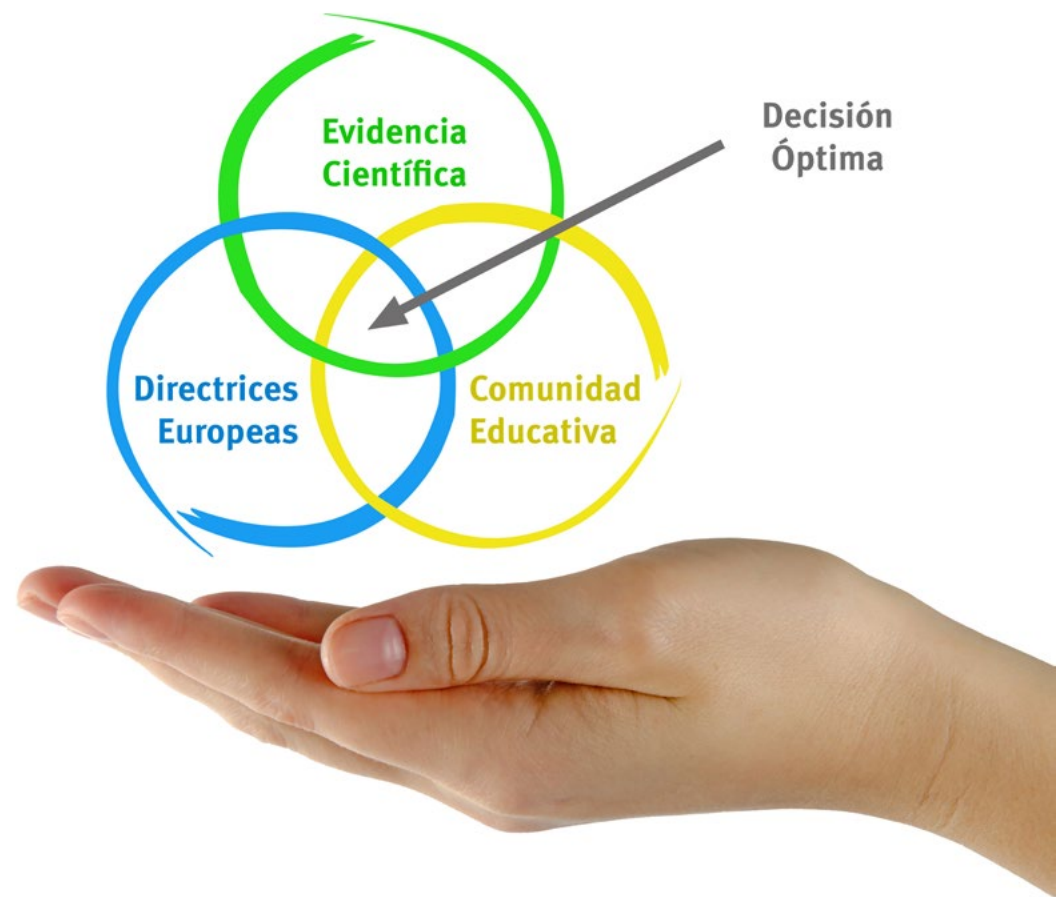 Evidencia
Científica
Decisión
Óptima
Directrices
Europeas
Comunidad
Educativa